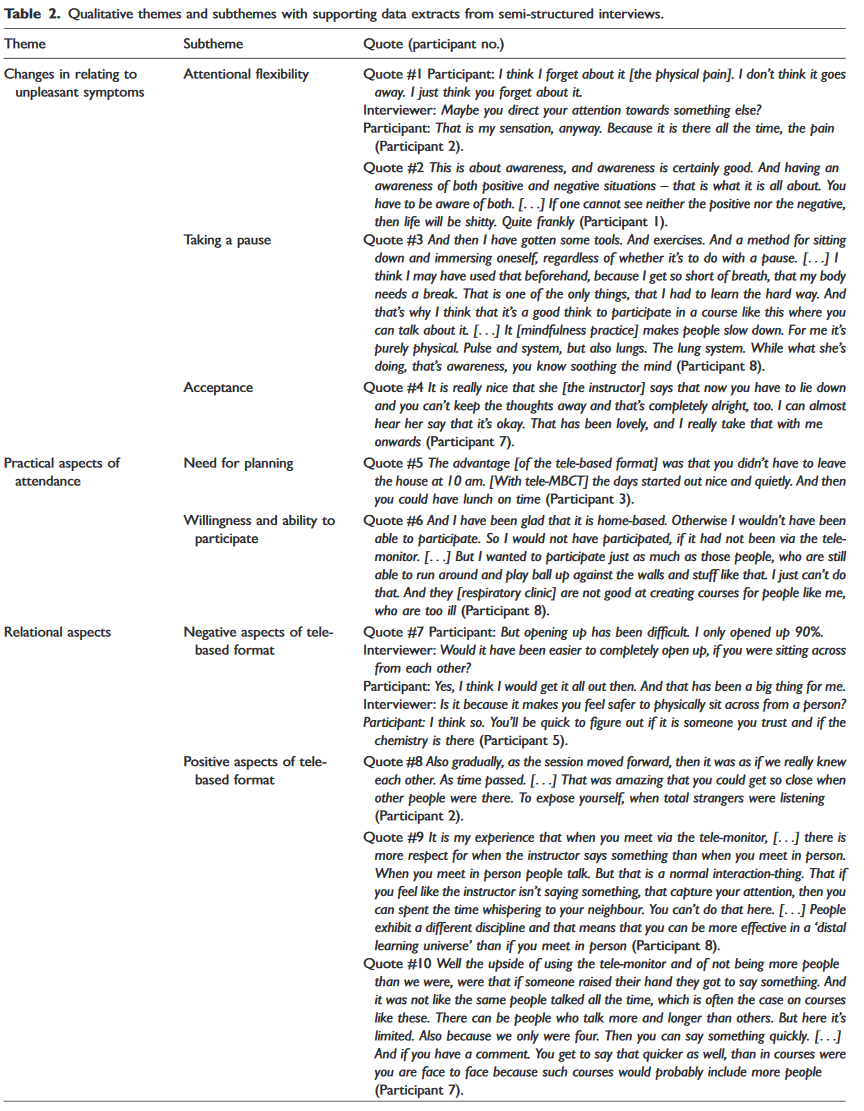 Table 2. Qualitative themes and subthemes with supporting data extracts from semi-structured interviews.
Theme Subtheme Quote (participant no.)
Changes in relating to unpleasant symptoms
Attentional flexibility
Quote #1 Participant: I think I forget about it [the physical pain]. I don't think it goes
away. I just think you forget about it.
Interviewer: Maybe you direct your attention towards something else?
Participant: That is my sensation, anyway. Because it is there all the time, the pain
(Participant 2).
Quote #2 This is about awareness, and awareness is certainly good. And having an
awareness of both positive and negative situations – that is what it is all about. You
have to be aware of both. [. . .] If one cannot see neither the positive nor the negative,
then life will be shitty. Quite frankly (Participant 1).
Taking a pause
Quote #3 And then I have gotten some tools. And exercises. And a method for sitting
down and immersing oneself, regardless of whether it's to do with a pause. [. . .] I
think I may have used that beforehand, because I get so short of breath, that my body
needs a break. That is one of the only things, that I had to learn the hard way. And
that's why I think that it's a good think to participate in a course like this where you
can talk about it. [. . .] It [mindfulness practice] makes people slow down. For me it's
purely physical. Pulse and system, but also lungs. The lung system. While what she's
doing, that's awareness, you know soothing the mind (Participant 8).
Acceptance
Quote #4 It is really nice that she [the instructor] says that now you have to lie down
and you can't keep the thoughts away and that's completely alright, too. I can almost
hear her say that it's okay. That has been lovely, and I really take that with me
onwards (Participant 7).
Practical aspects of
attendance
Need for planning
Quote #5 The advantage [of the tele-based format] was that you didn't have to leave
the house at 10 am. [With tele-MBCT] the days started out nice and quietly. And then
you could have lunch on time (Participant 3).
Willingness and ability to
participate
Quote #6 And I have been glad that it is home-based. Otherwise I wouldn't have been
able to participate. So I would not have participated, if it had not been via the tele-
monitor. [. . .] But I wanted to participate just as much as those people, who are still
able to run around and play ball up against the walls and stuff like that. I just can't do
that. And they [respiratory clinic] are not good at creating courses for people like me,
who are too ill (Participant 8).
Relational aspects
Negative aspects of tele-
based format
Quote #7 Participant: But opening up has been difficult. I only opened up 90%.
Interviewer: Would it have been easier to completely open up, if you were sitting across
from each other?
Participant: Yes, I think I would get it all out then. And that has been a big thing for me.
Interviewer: Is it because it makes you feel safer to physically sit across from a person?
Participant: I think so. You'll be quick to figure out if it is someone you trust and if the
chemistry is there (Participant 5).
Positive aspects of tele-
based format
Quote #8 Also gradually, as the session moved forward, then it was as if we really knew
each other. As time passed. [. . .] That was amazing that you could get so close when
other people were there. To expose yourself, when total strangers were listening
(Participant 2).
Quote #9 It is my experience that when you meet via the tele-monitor, [. . .] there is
more respect for when the instructor says something than when you meet in person.
When you meet in person people talk. But that is a normal interaction-thing. That if
you feel like the instructor isn't saying something, that capture your attention, then you
can spent the time whispering to your neighbour. You can't do that here. [. . .] People
exhibit a different discipline and that means that you can be more effective in a 'distal
learning universe' than if you meet in person (Participant 8).
Quote #10 Well the upside of using the tele-monitor and of not being more people
than we were, were that if someone raised their hand they got to say something. And
it was not like the same people talked all the time, which is often the case on courses
like these. There can be people who talk more and longer than others. But here it's
limited. Also because we only were four. Then you can say something quickly. [. . .]
And if you have a comment. You get to say that quicker as well, than in courses were
you are face to face because such courses would probably include more people
(Participant 7).